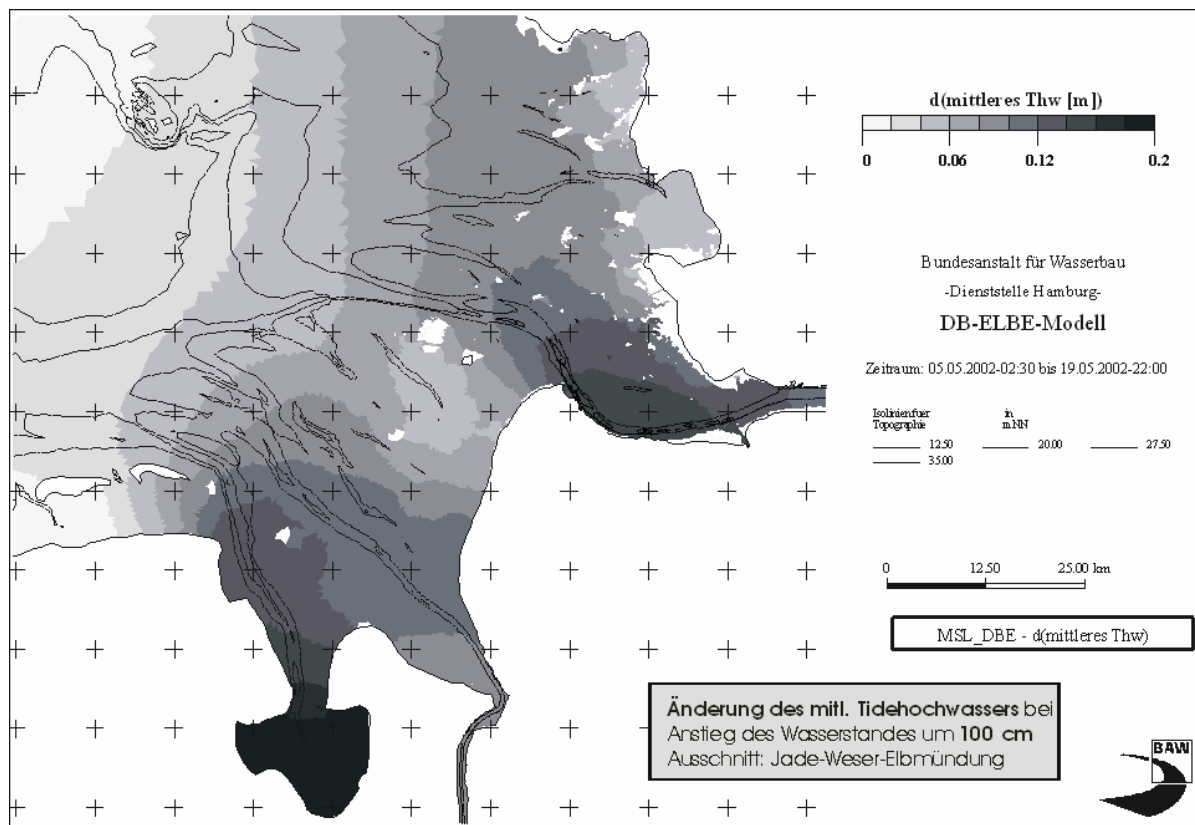 d(mittleres Thw [m])
0 0.06 0.12 0.2
Bundesanstalt für Wasserbau
-Dienststelle Hamburg-
DB-ELBE-Modell
Zeitraum: 05.05.2002-02:30 bis 19.05.2002-22:00
Isolinienfuer in
Topographie mNN
12.50 20.00 27.50
35.00
0 12.50 25.00 km
MSL_DBE - d(mittleres Thw)
Änderung des mitl. Tidehochwassers bei
Anstieg des Wasserstandes um 100 cm
Ausschnitt: Jade-Weser-Elbmündung
BAW